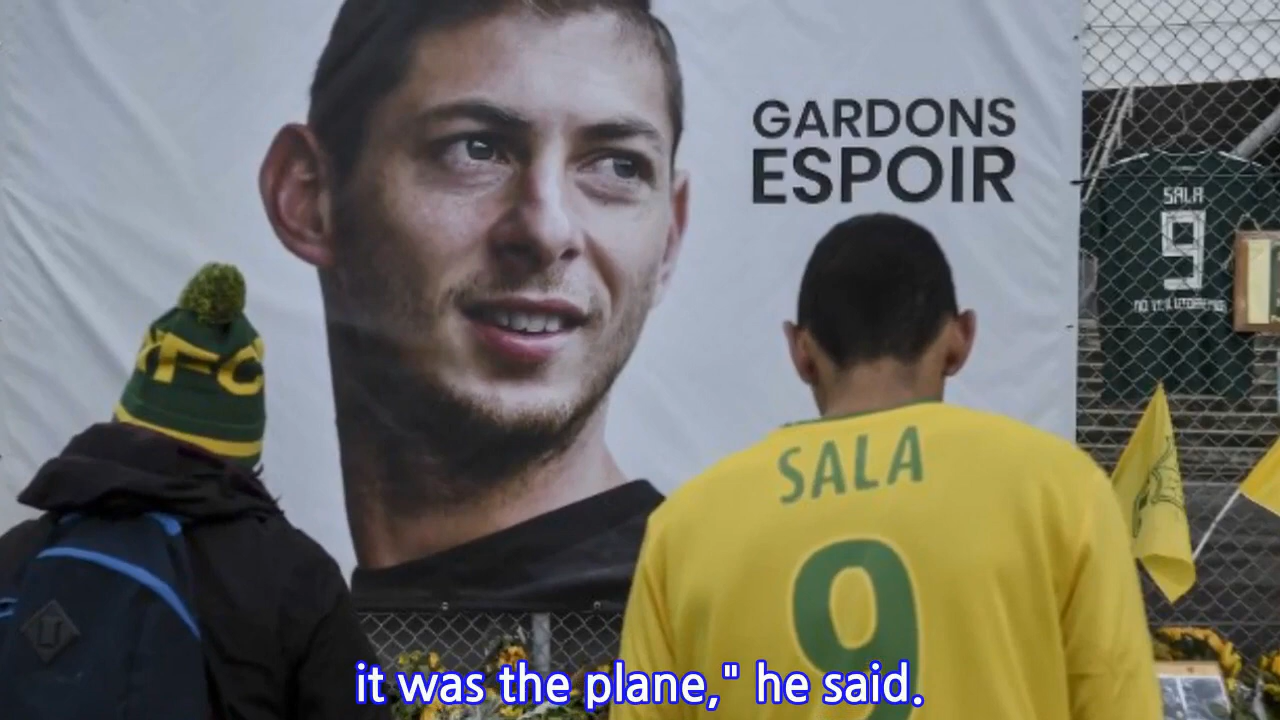 GARDONS
ESPOIR
SALA
9
FC
SALA
9
it was the plane," he said.